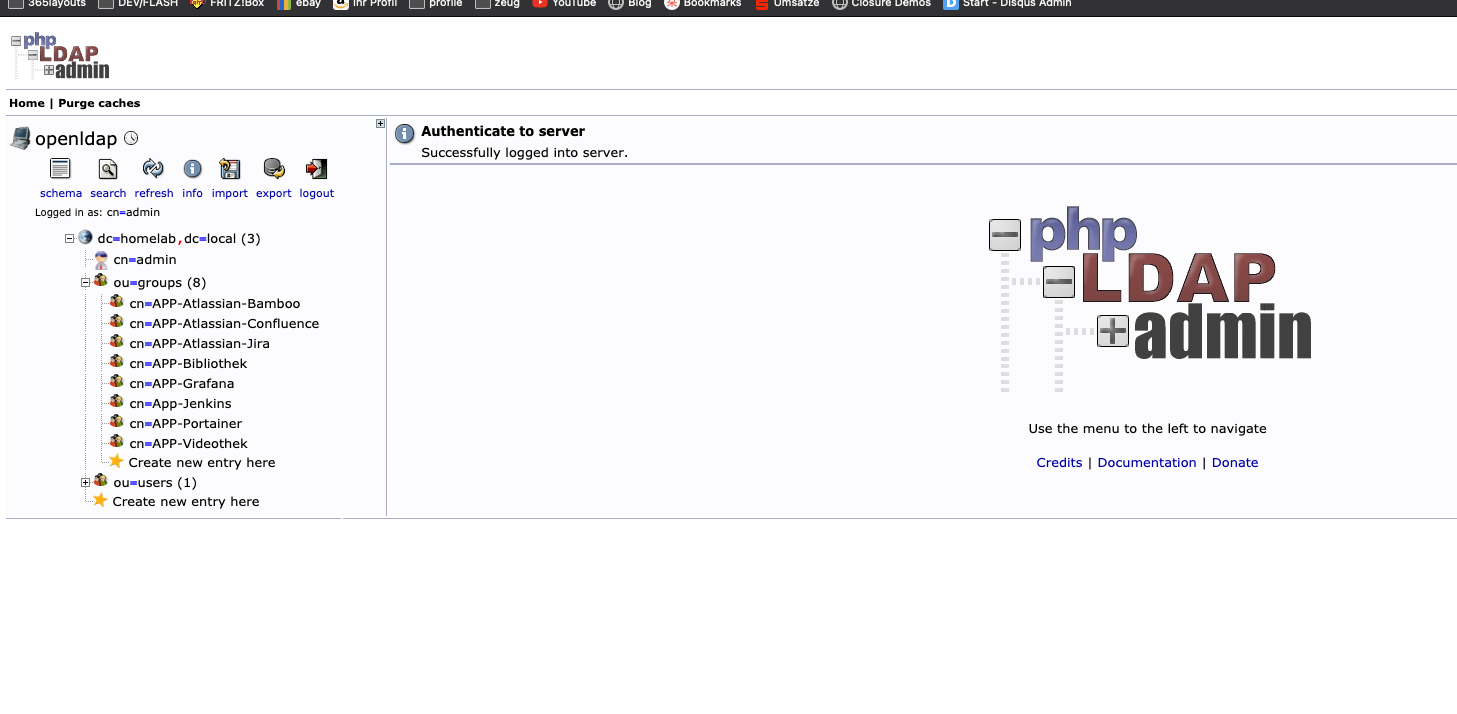 365layouts DEV/FLASH FRITZ!Box ebay Ihr Profil profile zeug YouTube Blog Bookmarks Umsätze Closure Demos Start - Disqus Admin
php
LDAP
admin
Home | Purge caches
openldap
schema search refresh info import export logout
Logged in as: cn=admin
dc=homelab,dc=local (3)
cn=admin
ou=groups (8)
cn=APP-Atlassian-Bamboo
cn=APP-Atlassian-Confluence
cn=APP-Atlassian-Jira
cn=APP-Bibliothek
cn=APP-Grafana
cn=App-Jenkins
cn=APP-Portainer
cn=APP-Videothek
Create new entry here
ou=users (1)
Create new entry here
Authenticate to server
Successfully logged into server.
php
LDAP
admin
Use the menu to the left to navigate
Credits | Documentation | Donate